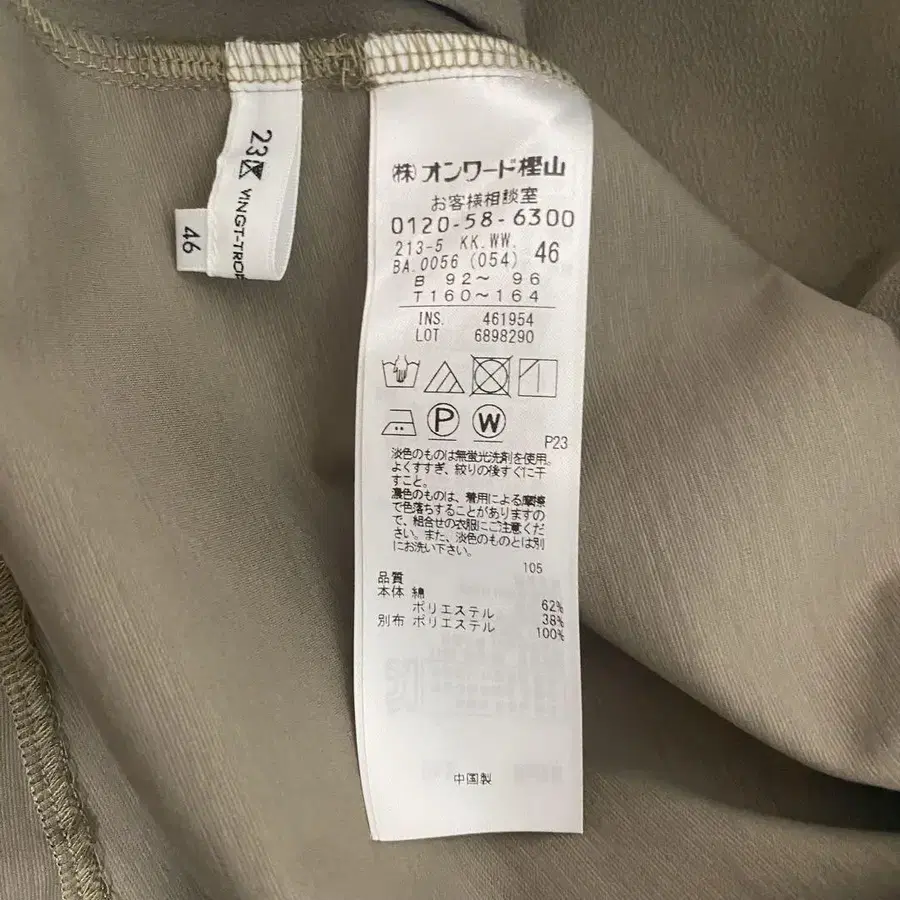 23区
VINGT-TROI
46
(株)オンワード樫山
お客様相談室
0120-58-6300
213-5 KK.WW.
BA.0056 (054) 46
B 92～ 96
T160～164
INS. 461954
LOT 6898290
P W
P23
淡色のものは無蛍光洗剤を使用。
よくすすぎ、絞りの後すぐに干
すこと。
濃色のものは、着用による摩擦
で色落ちすることがありますの
で、組合せの衣服にご注意くだ
さい。また、淡色のものとは別
にお洗い下さい。
105
品質
本体 綿 62%
ポリエステル 38%
別布 ポリエステル 100%
中国製